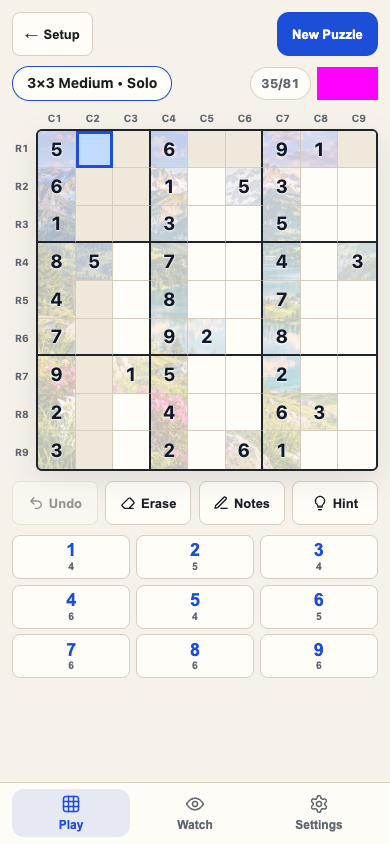 ← Setup
New Puzzle
3×3 Medium • Solo
35/81
C1 C2 C3 C4 C5 C6 C7 C8 C9
R1 5 6 9 1
R2 6 1 5 3
R3 1 3 5
R4 8 5 7 4 3
R5 4 8 7
R6 7 9 2 8
R7 9 1 5 2
R8 2 4 6 3
R9 3 2 6 1
Undo Erase Notes Hint
1 2 3
4 5 4
4 5 6
6 4 5
7 8 9
6 6 6
Play Watch Settings